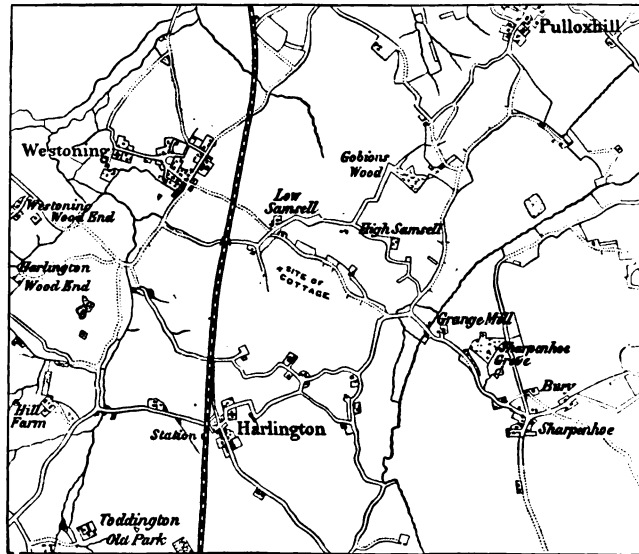 Pulloxhill
Westoning
Gobions
Wood
Low
Samsell
Westoning
Wood End
High Samsell
Harlington
Wood End
SITE OF
COTTAGE
Grange Mill
Sharpenhoe
Grove
Bury
Hill
Farm
Station
Harlington
Sharpenhoe
Toddington
Old Park